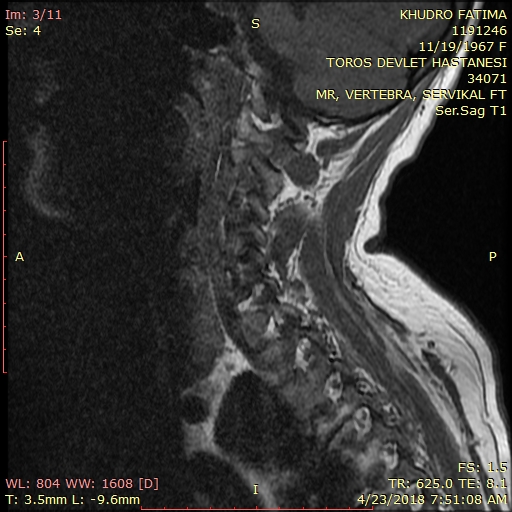 Im: 3/11
Se: 4
S
KHUDRO FATIMA
1191246
11/19/1967 F
TOROS DEVLET HASTANESI
34071
MR, VERTEBRA, SERVIKAL FT
Ser.Sag T1
A
P
WL: 804 WW: 1608 [D]
T: 3.5mm L: -9.6mm
I
FS: 1.5
TR: 625.0 TE: 8.1
4/23/2018 7:51:08 AM